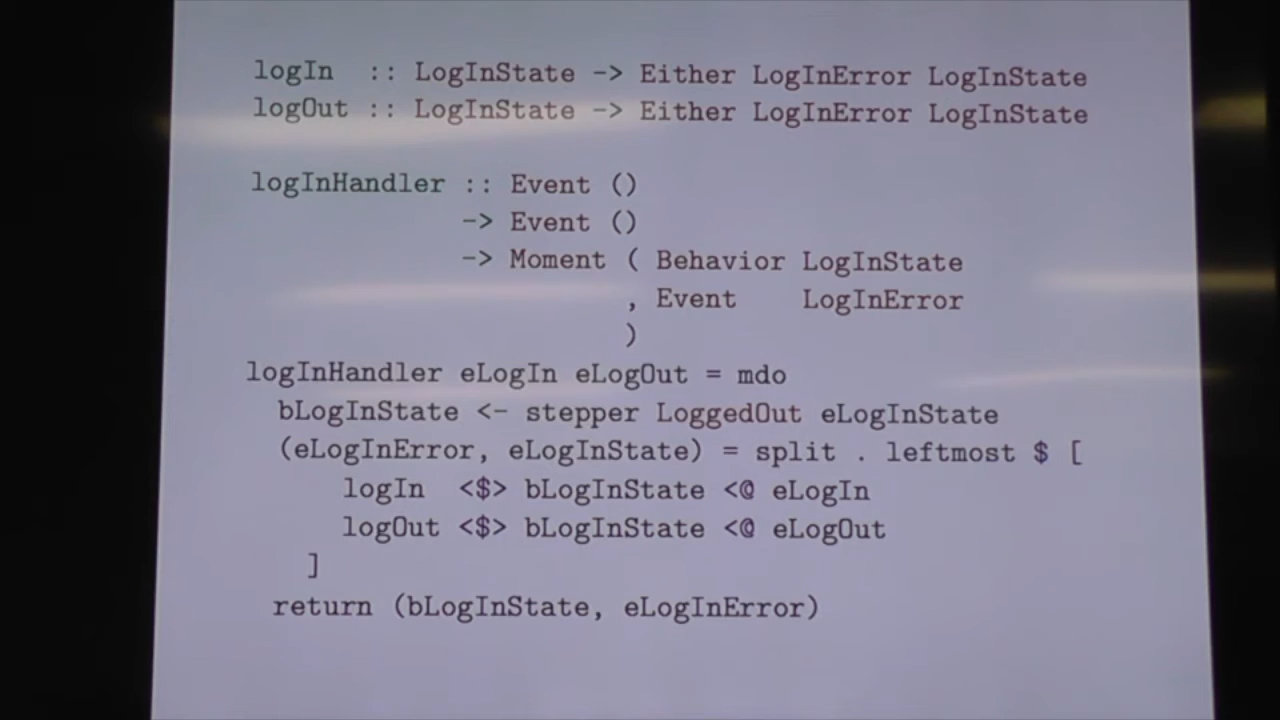 logIn  :: LogInState -> Either LogInError LogInState
logOut :: LogInState -> Either LogInError LogInState
logInHandler :: Event ()
             -> Event ()
             -> Moment ( Behavior LogInState
                       , Event    LogInError
                       )
logInHandler eLogIn eLogOut = mdo
  bLogInState <- stepper LoggedOut eLogInState
  (eLogInError, eLogInState) = split . leftmost $ [
      logIn  <$> bLogInState <@ eLogIn
      logOut <$> bLogInState <@ eLogOut
    ]
  return (bLogInState, eLogInError)